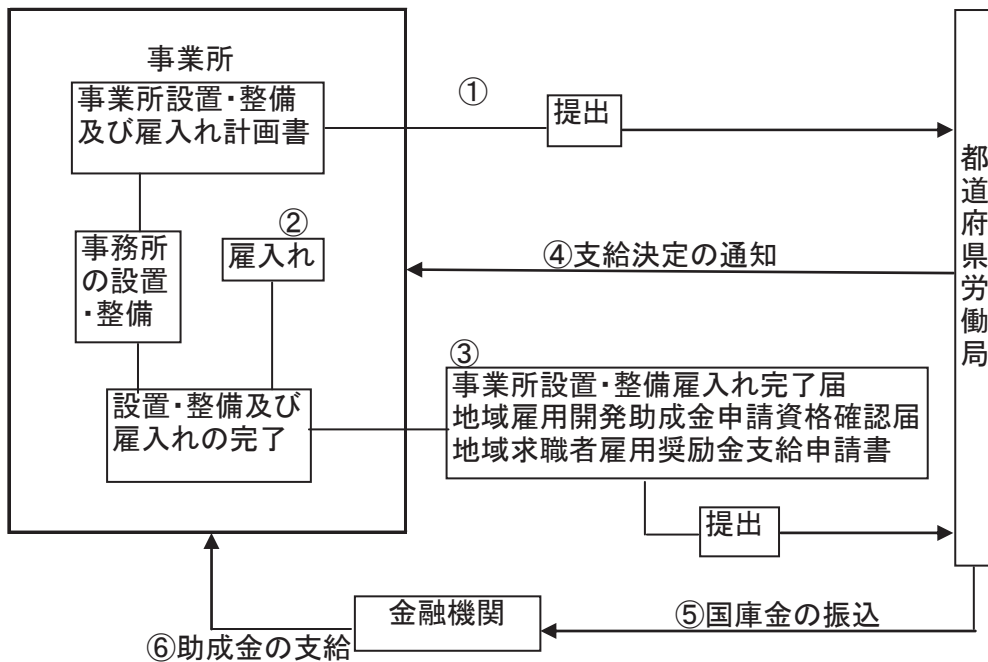 事業所
事業所設置・整備
及び雇入れ計画書
①
提出
都道府県労働局
②
事務所
の設置
・整備
雇入れ
④支給決定の通知
③
事業所設置・整備雇入れ完了届
地域雇用開発助成金申請資格確認届
地域求職者雇用奨励金支給申請書
設置・整備及び
雇入れの完了
提出
金融機関
⑤国庫金の振込
⑥助成金の支給